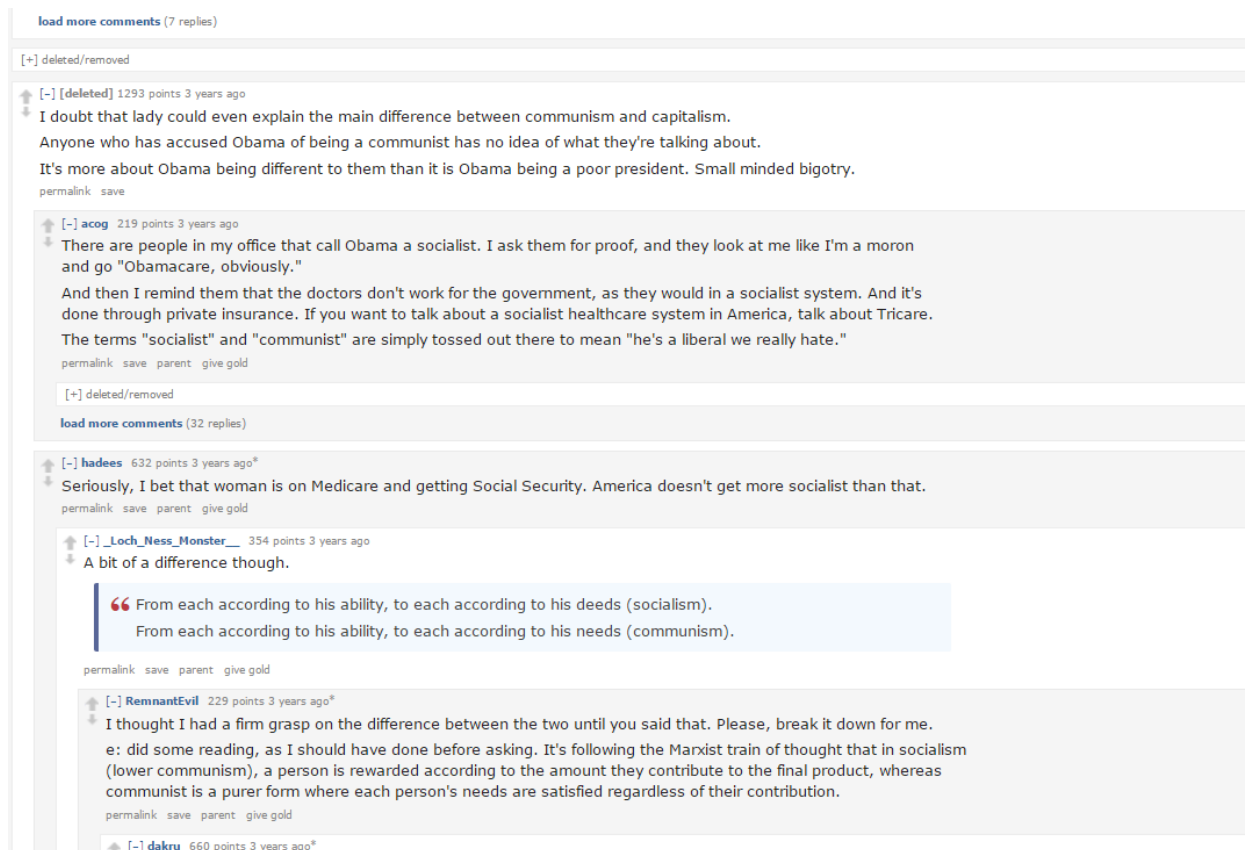 load more comments (7 replies)
[+] deleted/removed
[–] [deleted] 1293 points 3 years ago
I doubt that lady could even explain the main difference between communism and capitalism.
Anyone who has accused Obama of being a communist has no idea of what they're talking about.
It's more about Obama being different to them than it is Obama being a poor president. Small minded bigotry.
permalink save
[–] acog 219 points 3 years ago
There are people in my office that call Obama a socialist. I ask them for proof, and they look at me like I'm a moron
and go "Obamacare, obviously."
And then I remind them that the doctors don't work for the government, as they would in a socialist system. And it's
done through private insurance. If you want to talk about a socialist healthcare system in America, talk about Tricare.
The terms "socialist" and "communist" are simply tossed out there to mean "he's a liberal we really hate."
permalink save parent give gold
[+] deleted/removed
load more comments (32 replies)
[–] hadees 632 points 3 years ago*
Seriously, I bet that woman is on Medicare and getting Social Security. America doesn't get more socialist than that.
permalink save parent give gold
[–] _Loch_Ness_Monster__ 354 points 3 years ago
A bit of a difference though.
“ From each according to his ability, to each according to his deeds (socialism).
From each according to his ability, to each according to his needs (communism).
permalink save parent give gold
[–] RemnantEvil 229 points 3 years ago*
I thought I had a firm grasp on the difference between the two until you said that. Please, break it down for me.
e: did some reading, as I should have done before asking. It's following the Marxist train of thought that in socialism
(lower communism), a person is rewarded according to the amount they contribute to the final product, whereas
communist is a purer form where each person's needs are satisfied regardless of their contribution.
permalink save parent give gold
[–] dakru 660 points 3 years ago*